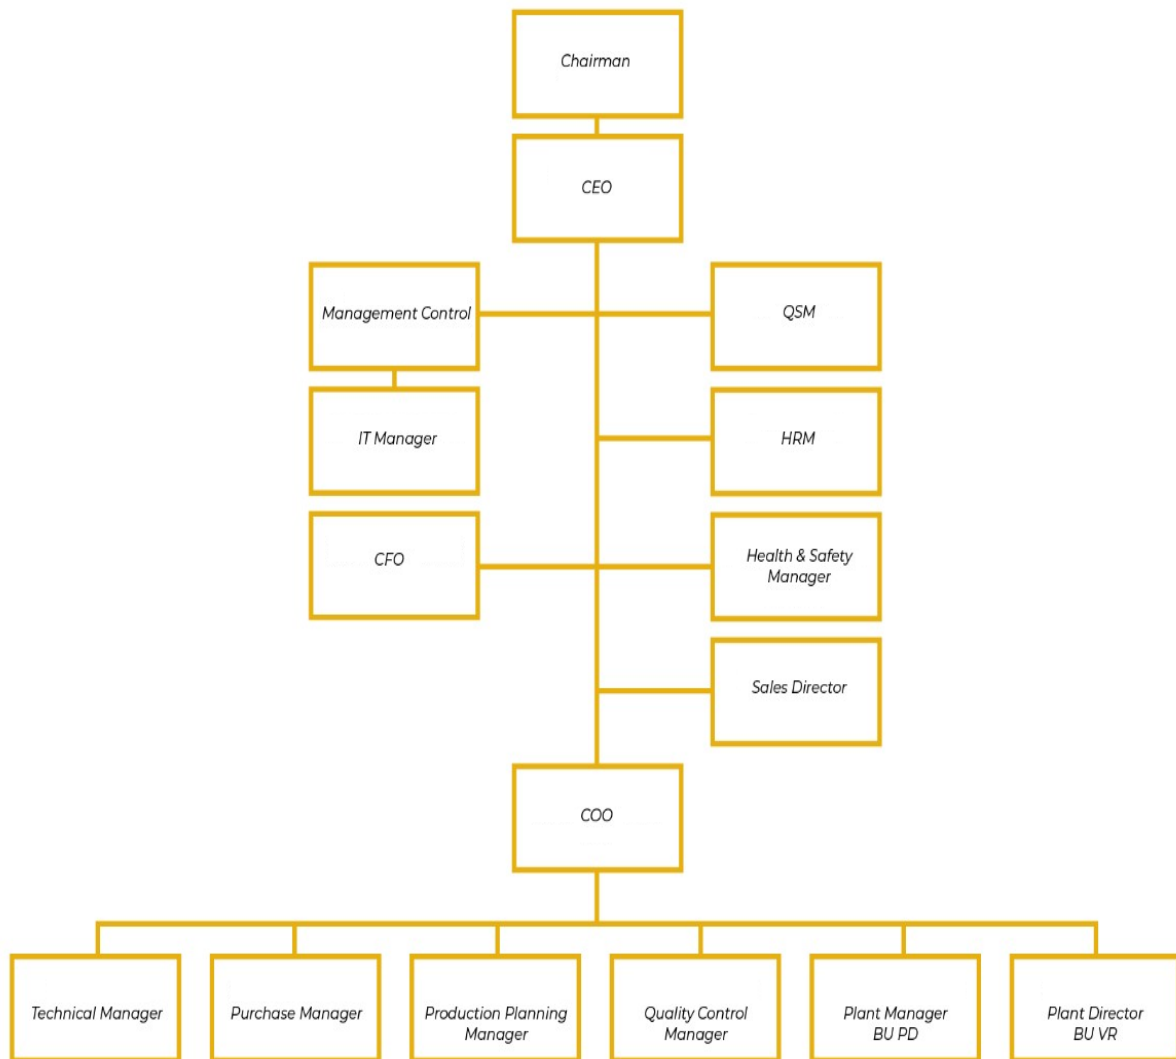 Chairman
CEO
Management Control
QSM
IT Manager
HRM
CFO
Health & Safety
Manager
Sales Director
COO
Technical Manager
Purchase Manager
Production Planning
Manager
Quality Control
Manager
Plant Manager
BU PD
Plant Director
BU VR